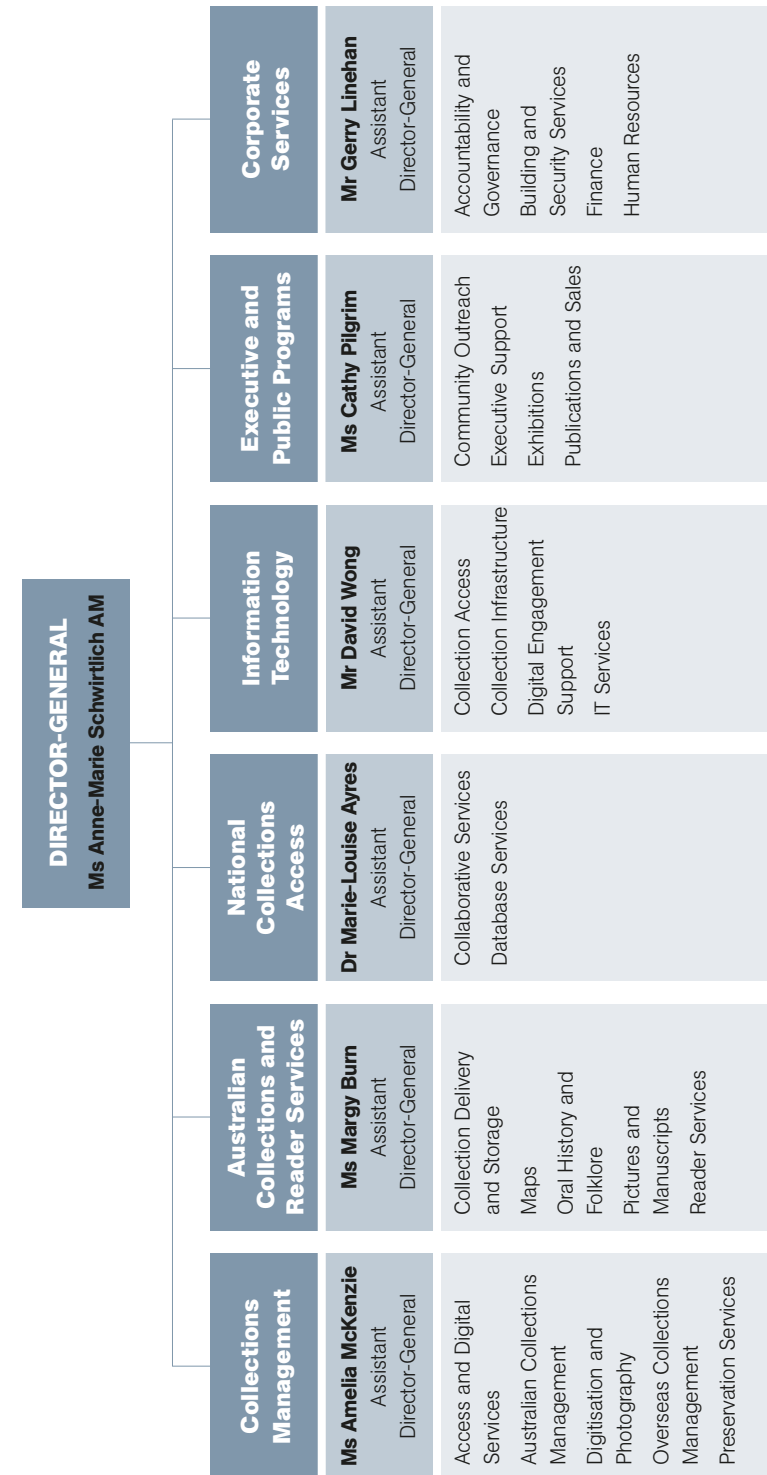 DIRECTOR-GENERAL
Ms Anne-Marie Schwirtlich AM
Collections
Management
Ms Amelia McKenzie
Assistant
Director-General
Access and Digital
Services
Australian Collections
Management
Digitisation and
Photography
Overseas Collections
Management
Preservation Services
Australian
Collections and
Reader Services
Ms Margy Burn
Assistant
Director-General
Collection Delivery
and Storage
Maps
Oral History and
Folklore
Pictures and
Manuscripts
Reader Services
National
Collections
Access
Dr Marie-Louise Ayres
Assistant
Director-General
Collaborative Services
Database Services
Information
Technology
Mr David Wong
Assistant
Director-General
Collection Access
Collection Infrastructure
Digital Engagement
Support
IT Services
Executive and
Public Programs
Ms Cathy Pilgrim
Assistant
Director-General
Community Outreach
Executive Support
Exhibitions
Publications and Sales
Corporate
Services
Mr Gerry Linehan
Assistant
Director-General
Accountability and
Governance
Building and
Security Services
Finance
Human Resources